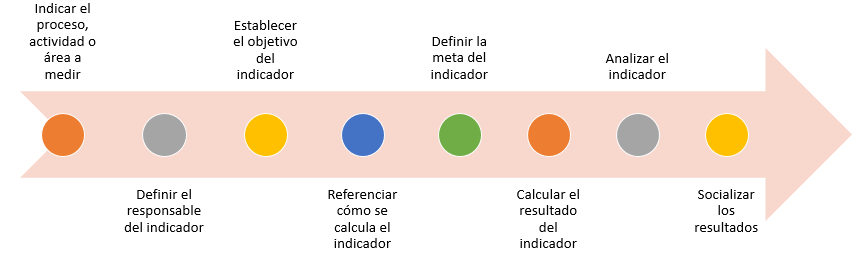 Indicar el
proceso,
actividad o
área a
medir
Definir el
responsable
del indicador
Establecer
el objetivo
del
indicador
Referenciar
cómo se
calcula el
indicador
Definir la
meta del
indicador
Calcular el
resultado
del
indicador
Analizar el
indicador
Socializar
los
resultados